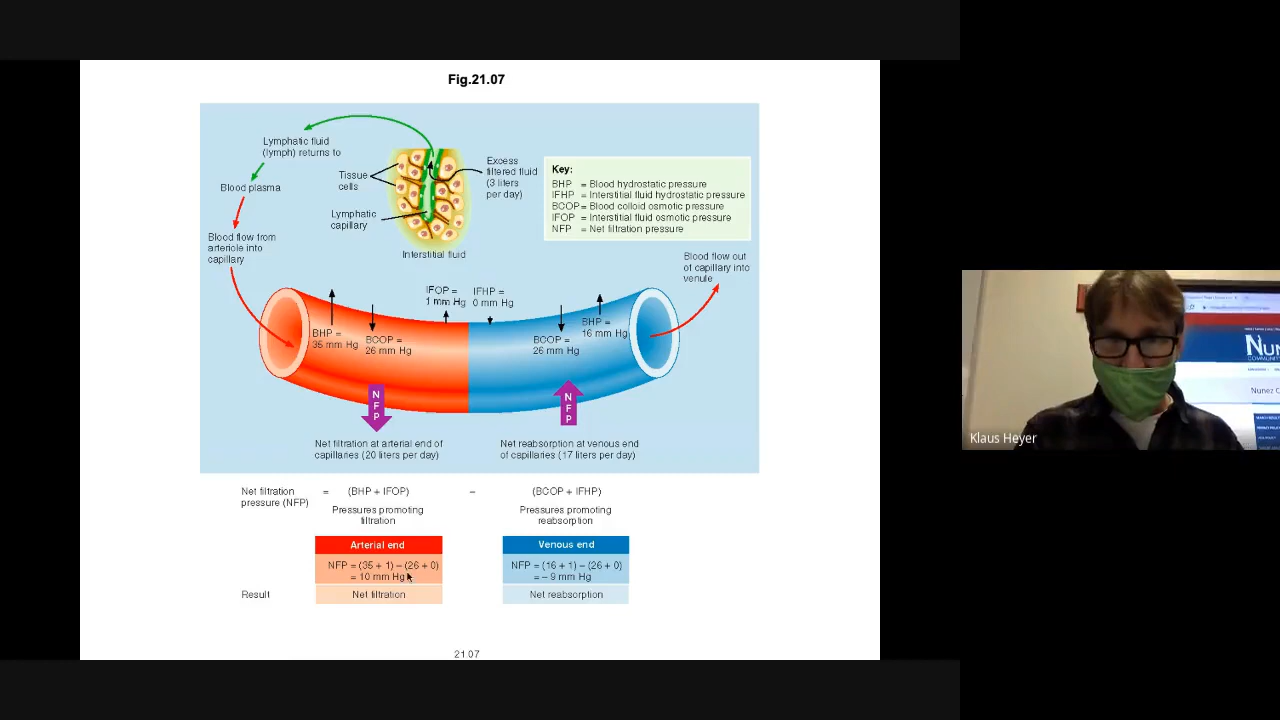 Fig.21.07
Lymphatic fluid
(lymph) returns to
Blood plasma
Blood flow from
arteriole into
capillary
Tissue
cells
Lymphatic
capillary
Excess
filtered fluid
(3 liters
per day)
Interstitial fluid
Key:
BHP = Blood hydrostatic pressure
IFHP = Interstitial fluid hydrostatic pressure
BCOP = Blood colloid osmotic pressure
IFOP = Interstitial fluid osmotic pressure
NFP = Net filtration pressure
Blood flow out
of capillary into
venule
BHP =
35 mm Hg
BCOP =
26 mm Hg
IFOP =
1 mm Hg
IFHP =
0 mm Hg
BCOP =
26 mm Hg
BHP =
16 mm Hg
NFP
NFP
Net filtration at arterial end of
capillaries (20 liters per day)
Net reabsorption at venous end
of capillaries (17 liters per day)
Net filtration
pressure (NFP)
= (BHP + IFOP) – (BCOP + IFHP)
Pressures promoting
filtration
Pressures promoting
reabsorption
Arterial end
NFP = (35 + 1) – (26 + 0)
= 10 mm Hg
Venous end
NFP = (16 + 1) – (26 + 0)
= – 9 mm Hg
Result
Net filtration
Net reabsorption
21 07
Klaus Heyer
Nun
Nunez C